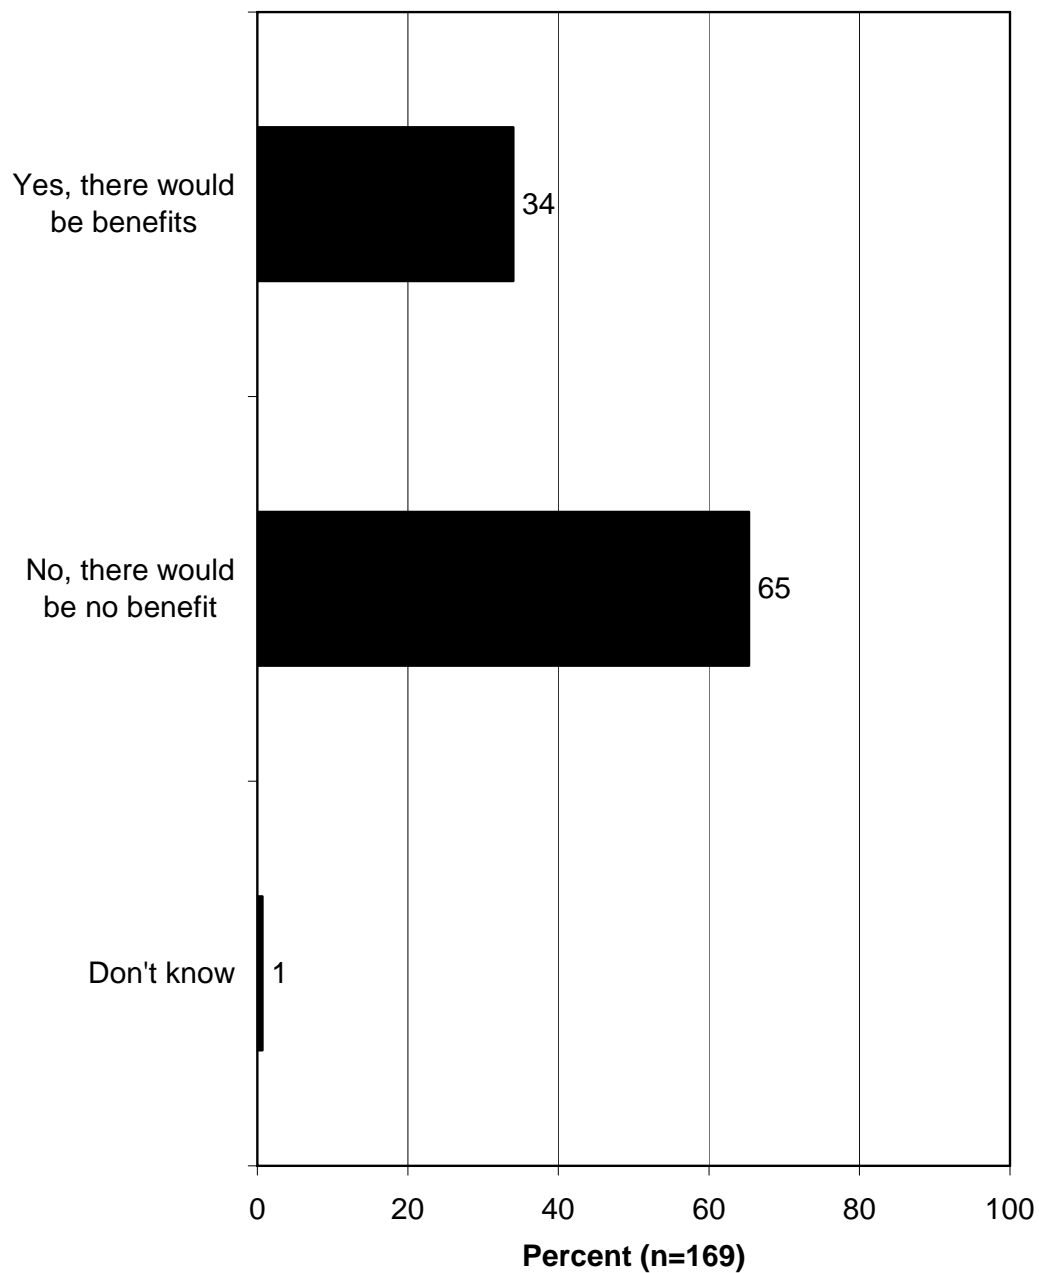 Yes, there would
be benefits
34
No, there would
be no benefit
65
Don't know
1
0 20 40 60 80 100
Percent (n=169)